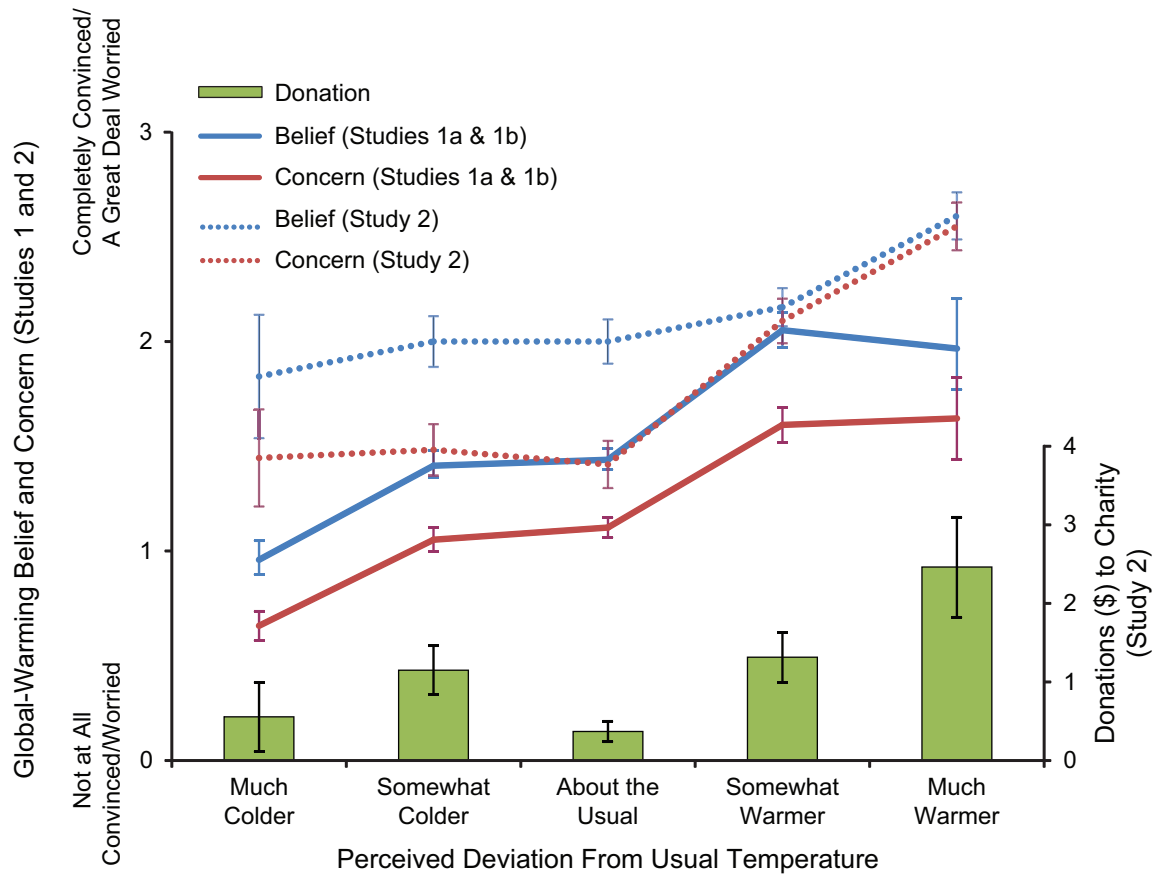 Completely Convinced/
A Great Deal Worried
Global-Warming Belief and Concern (Studies 1 and 2)
Not at All
Convinced/Worried
3
2
1
0
Donation
Belief (Studies 1a & 1b)
Concern (Studies 1a & 1b)
Belief (Study 2)
Concern (Study 2)
4
3
2
1
0
Donations ($) to Charity
(Study 2)
Much
Colder
Somewhat
Colder
About the
Usual
Somewhat
Warmer
Much
Warmer
Perceived Deviation From Usual Temperature